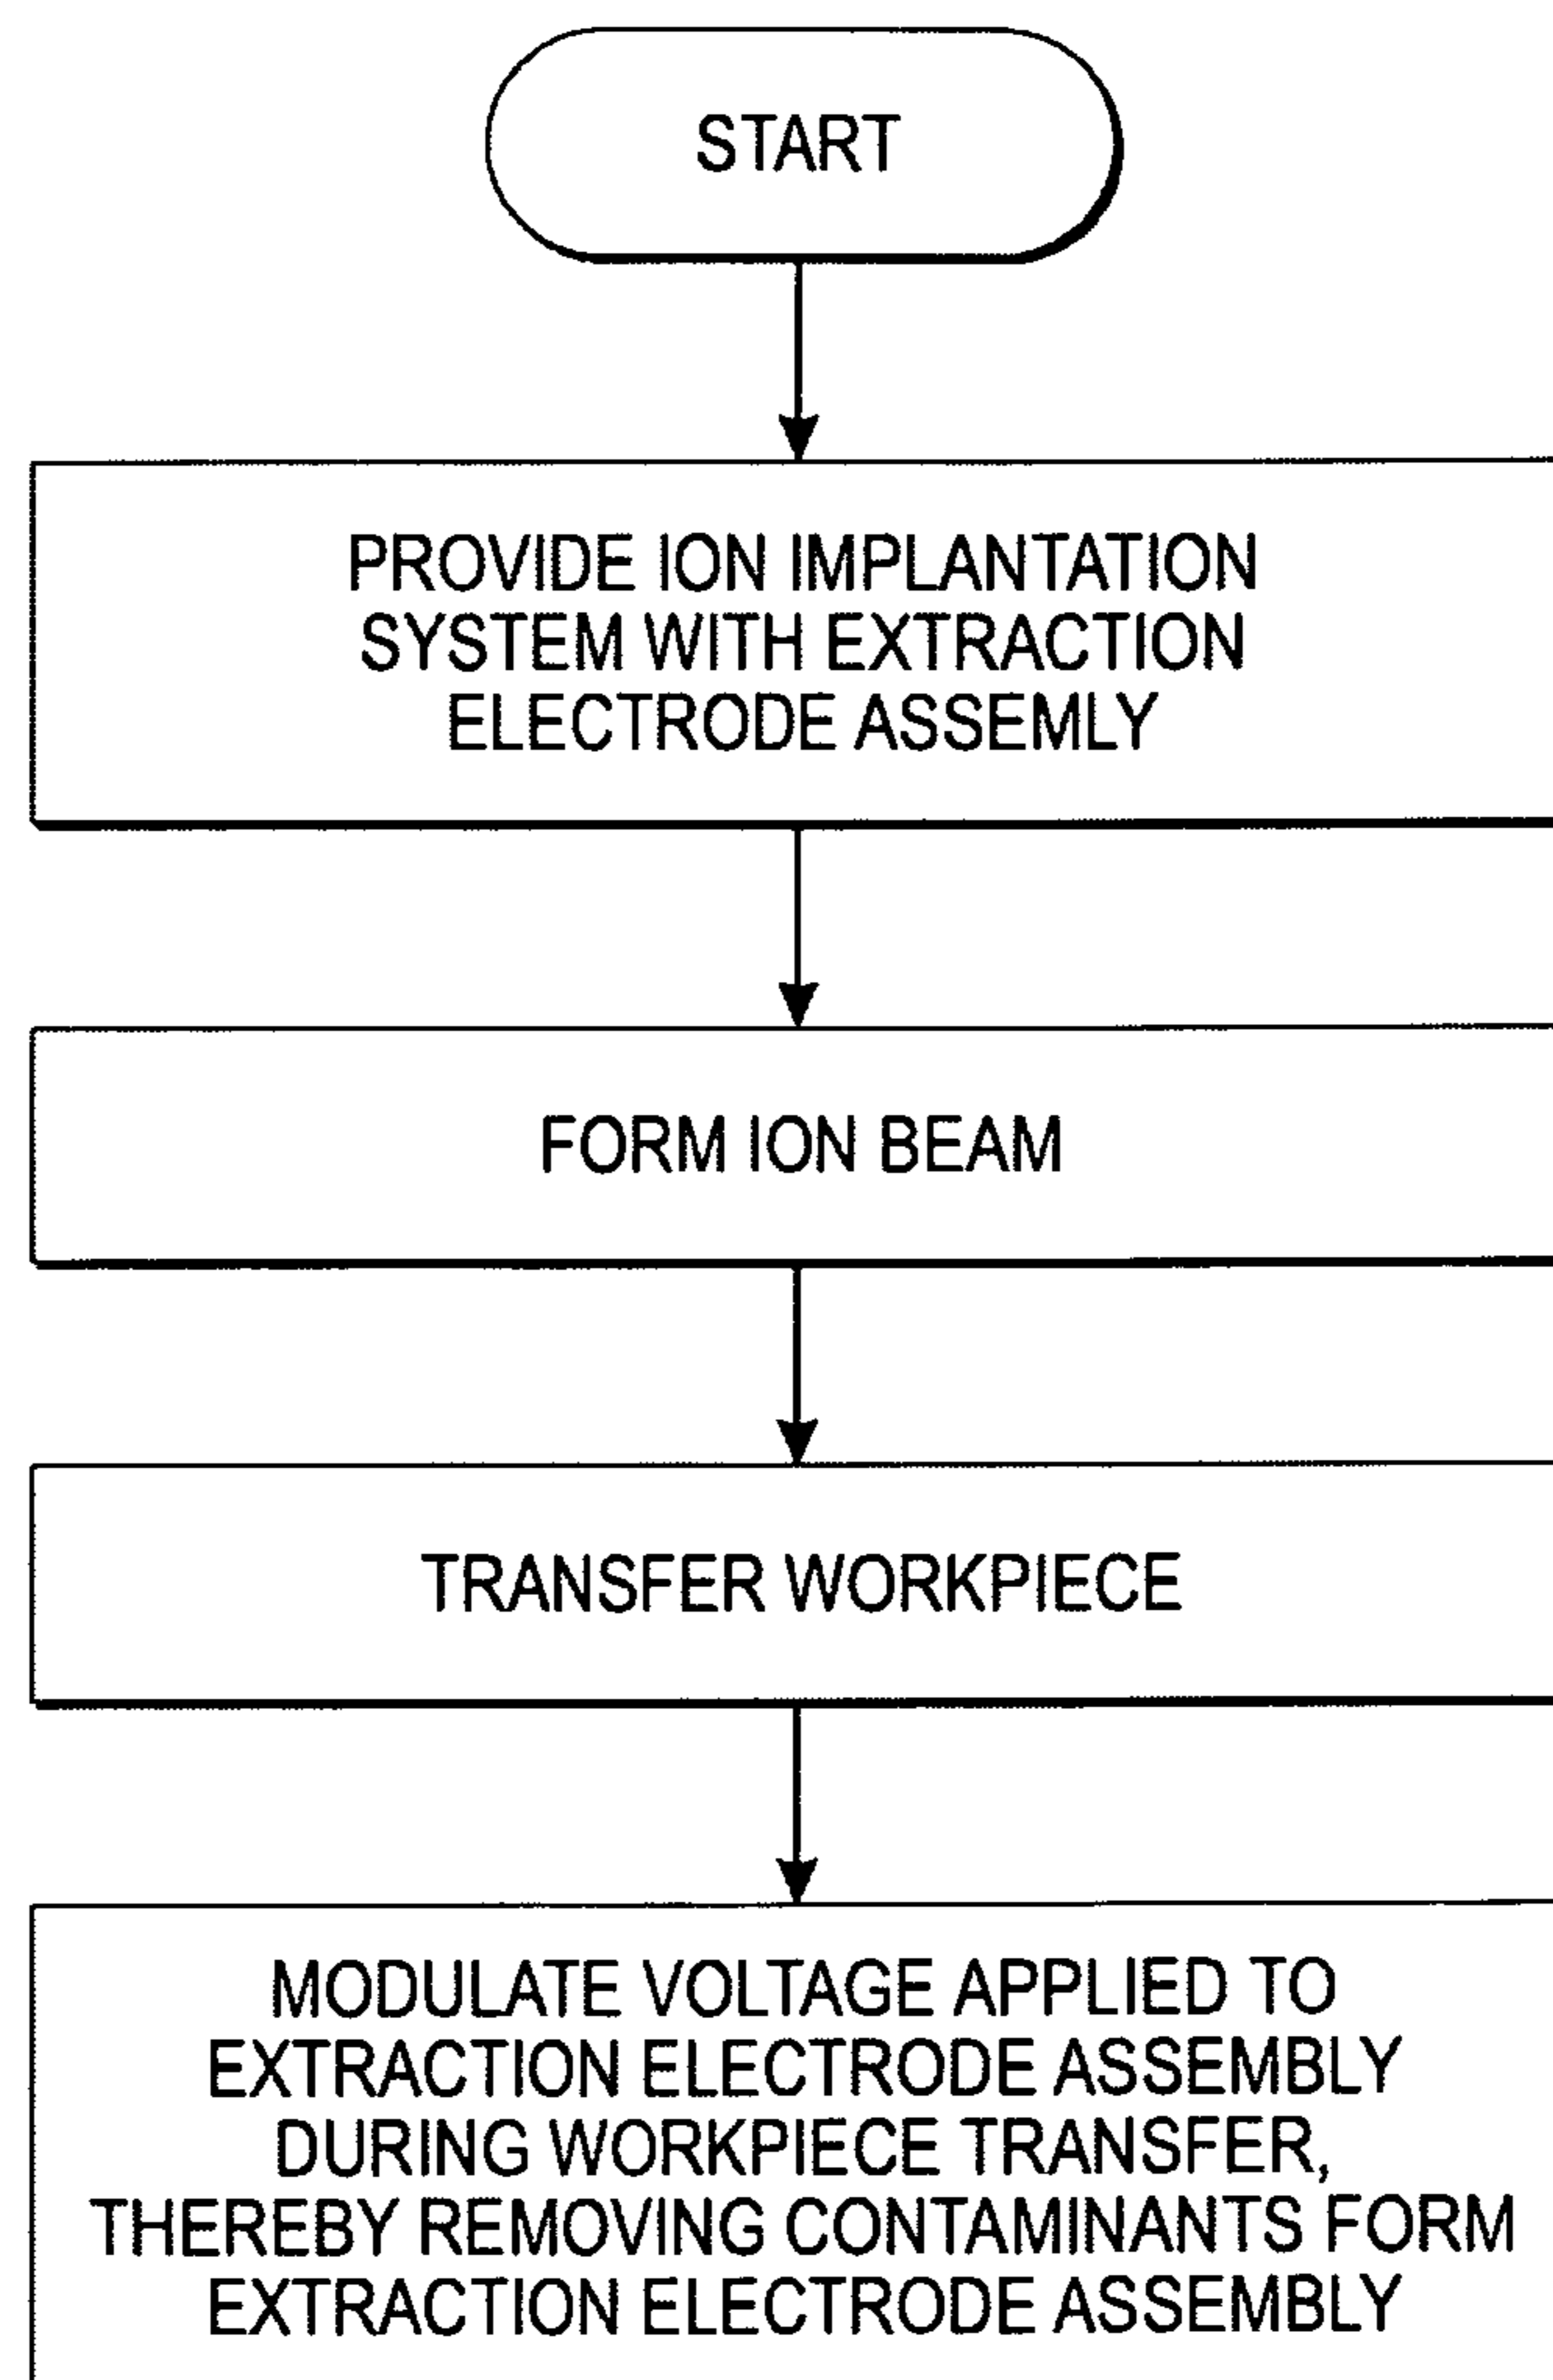 START
PROVIDE ION IMPLANTATION
SYSTEM WITH EXTRACTION
ELECTRODE ASSEMLY
FORM ION BEAM
TRANSFER WORKPIECE
MODULATE VOLTAGE APPLIED TO
EXTRACTION ELECTRODE ASSEMBLY
DURING WORKPIECE TRANSFER,
THEREBY REMOVING CONTAMINANTS FORM
EXTRACTION ELECTRODE ASSEMBLY